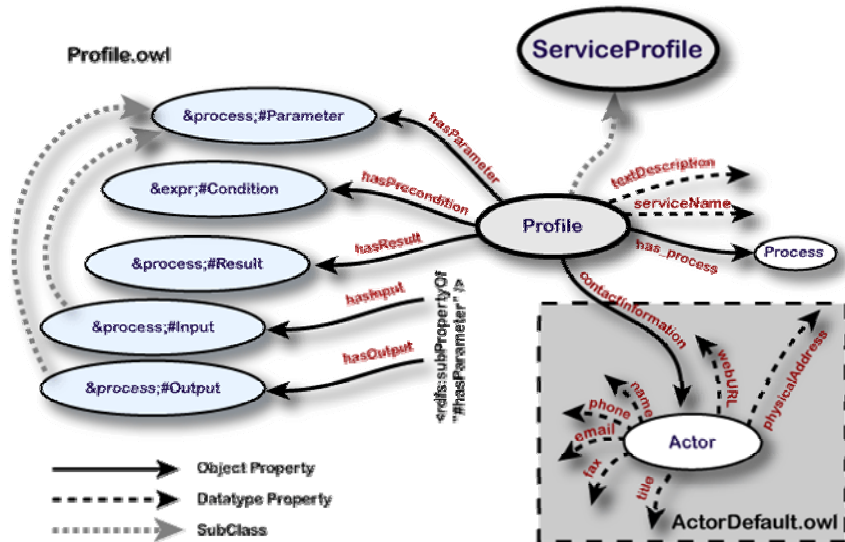 Profile.owl
ServiceProfile
&process;#Parameter
hasParameter
textDescription
&expr;#Condition
hasPrecondition
serviceName
Profile
hasResult
has_process
Process
&process;#Result
contactInformation
hasInput
&process;#Input
<rdfs:subPropertyOf
"#hasParameter" />
hasOutput
&process;#Output
webURL
physicalAddress
name
phone
email
fax
title
Actor
Object Property
Datatype Property
SubClass
ActorDefault.owl